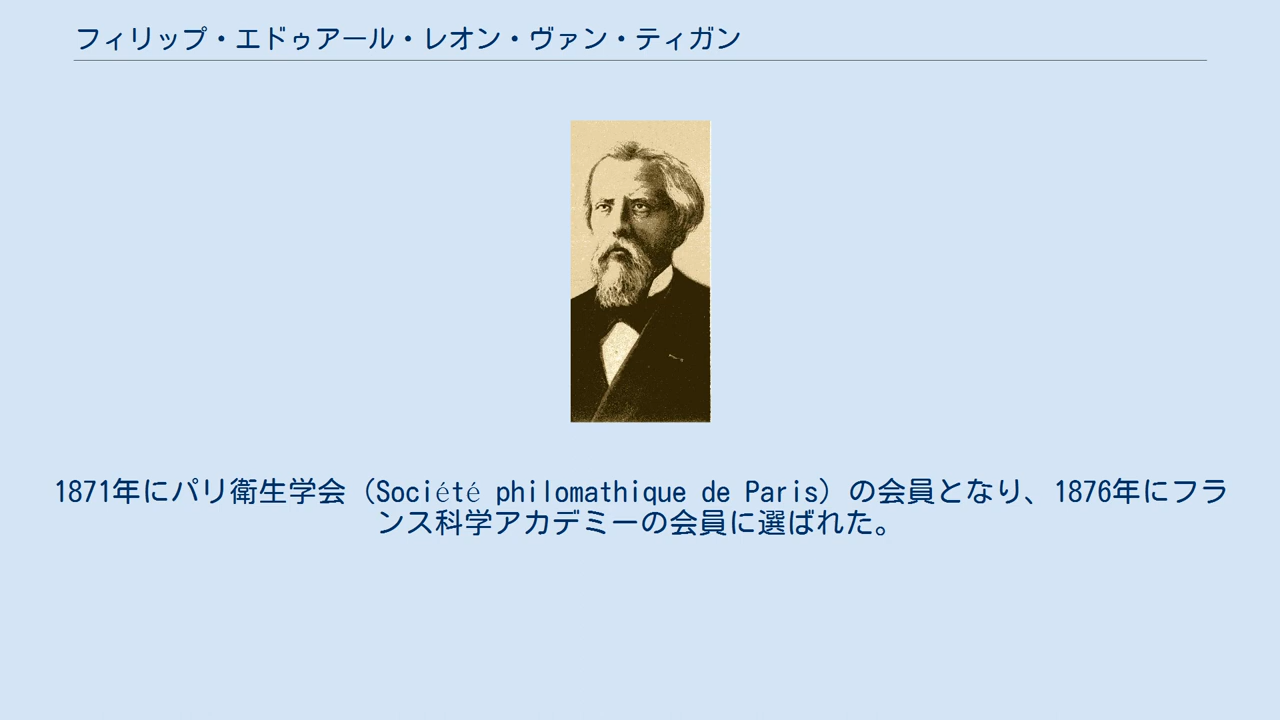 フィリップ・エドゥアール・レオン・ヴァン・ティガン
1871年にパリ衛生学会（Société philomathique de Paris）の会員となり、1876年にフラ
ンス科学アカデミーの会員に選ばれた。